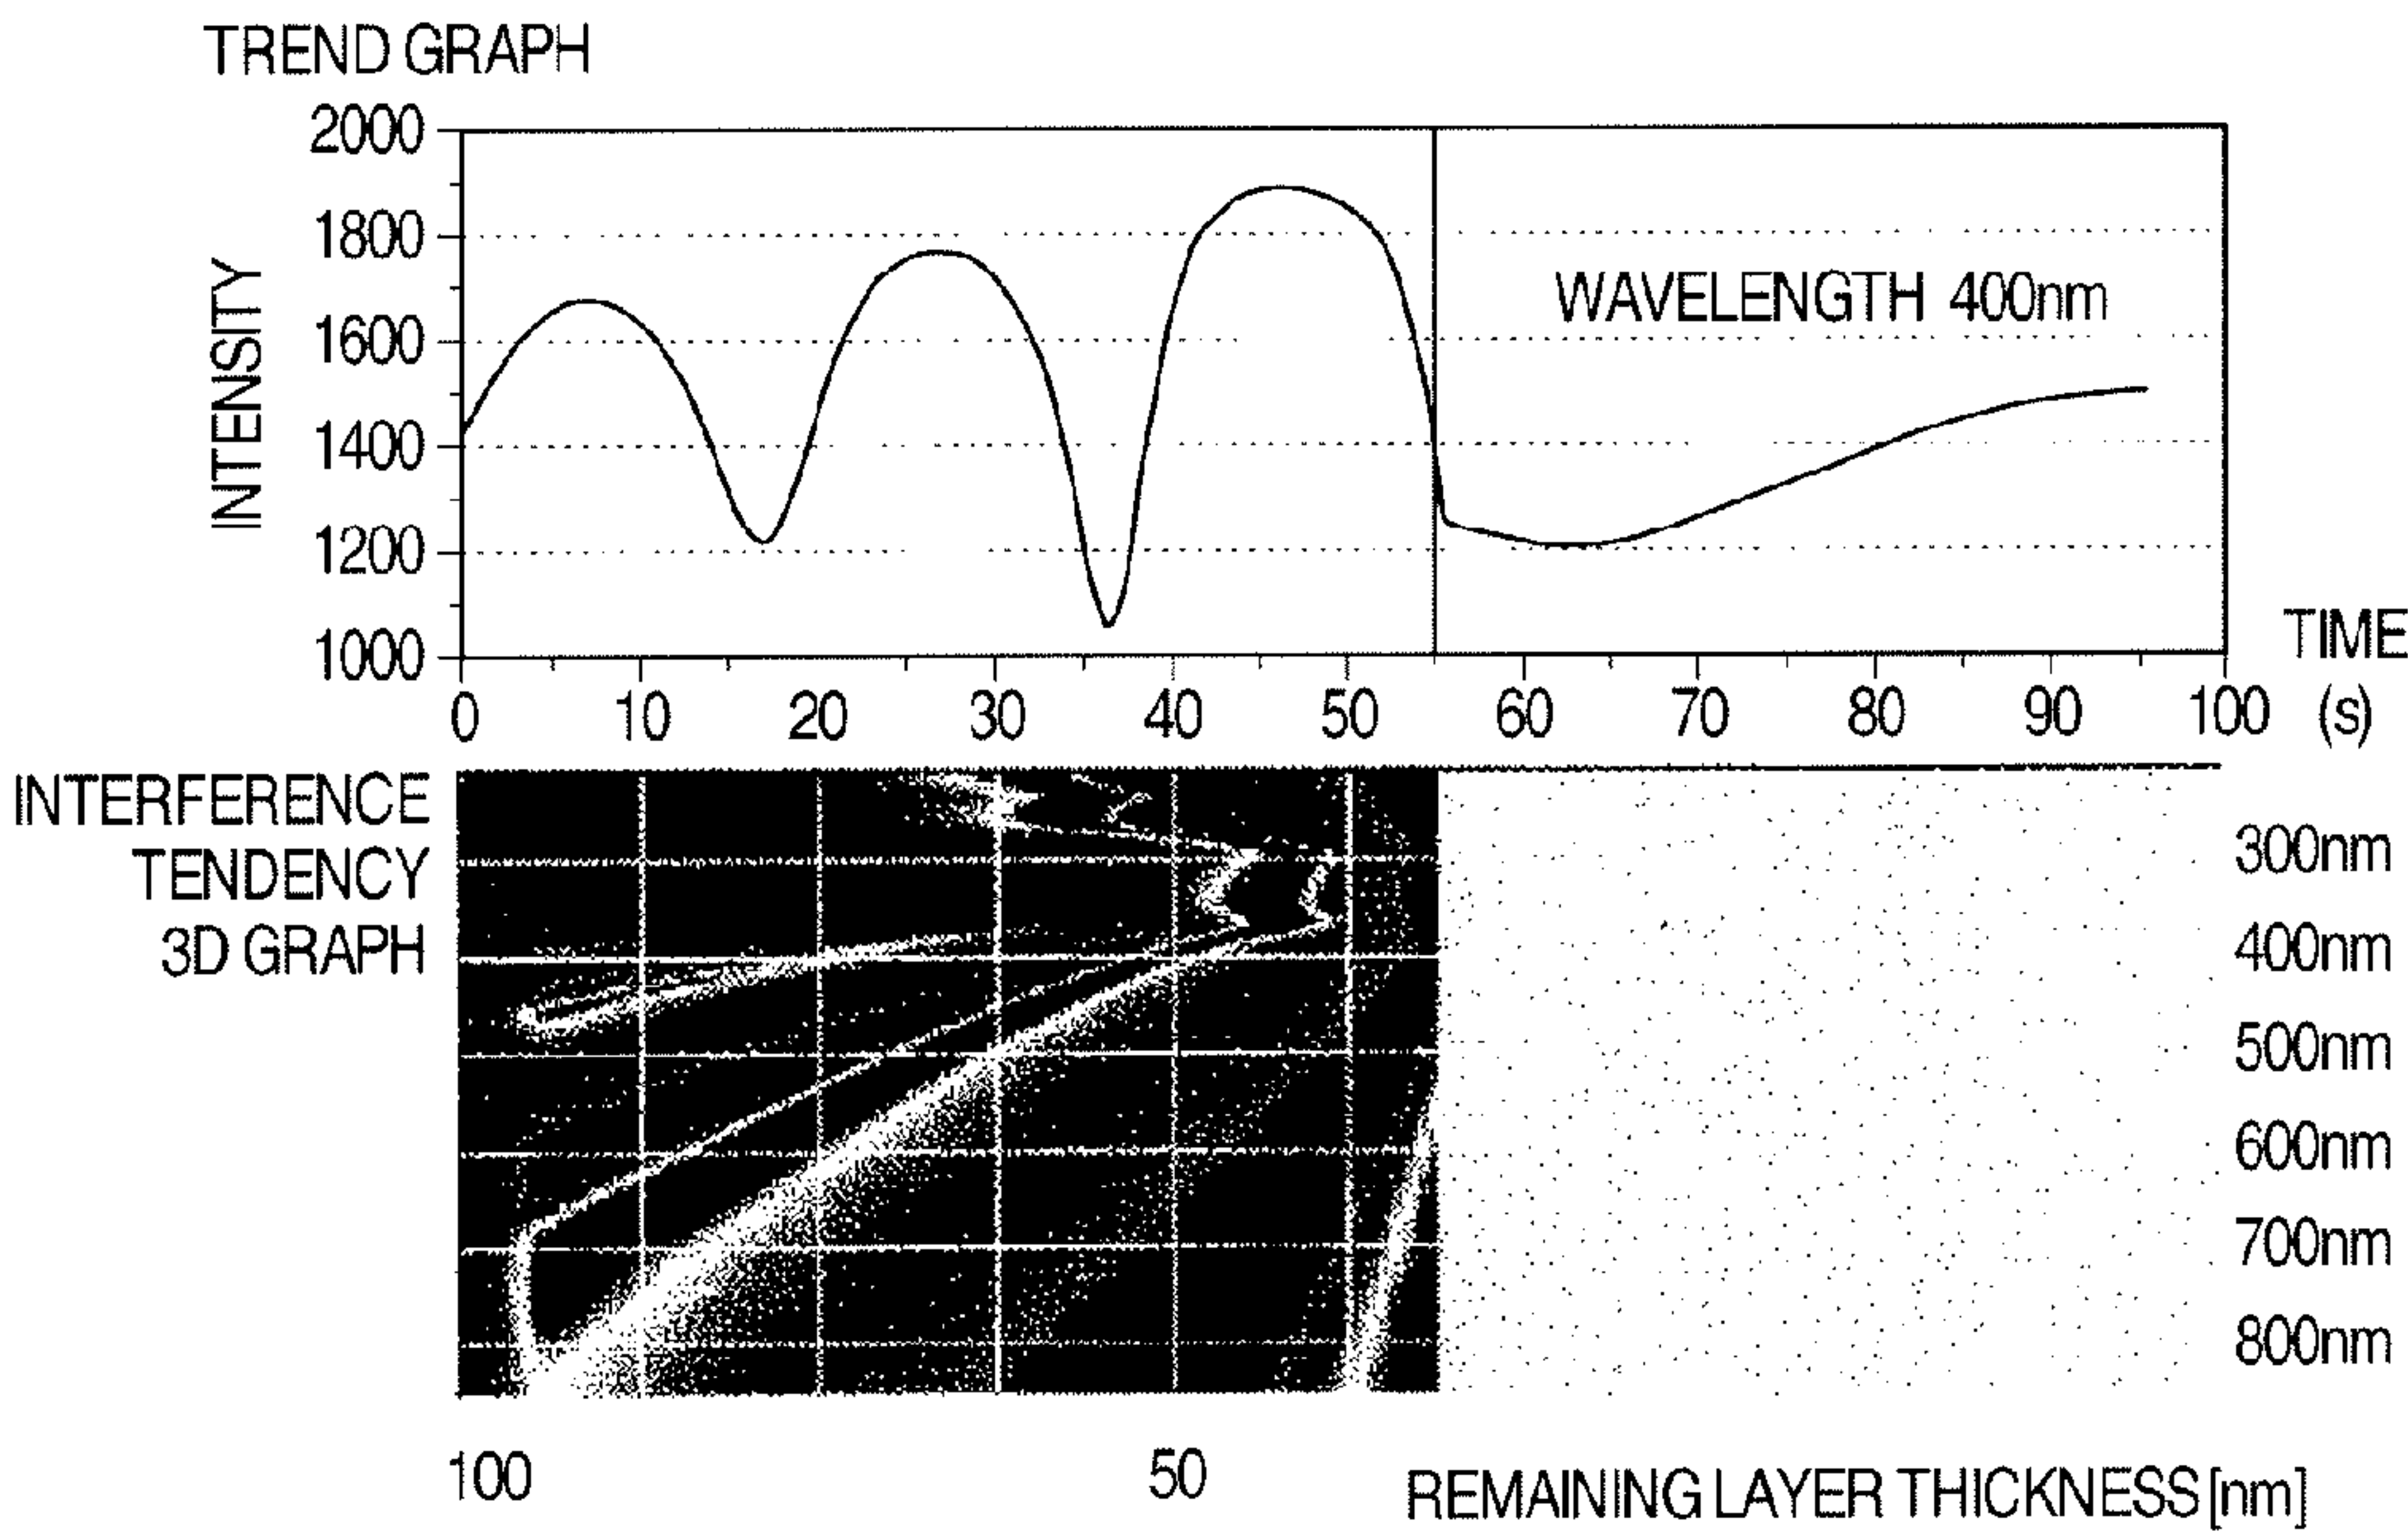 TREND GRAPH
2000
1800
1600
1400
1200
1000
INTENSITY
WAVELENGTH 400nm
0 10 20 30 40 50 60 70 80 90 100
TIME
(s)
INTERFERENCE
TENDENCY
3D GRAPH
300nm
400nm
500nm
600nm
700nm
800nm
100 50 REMAINING LAYER THICKNESS [nm]